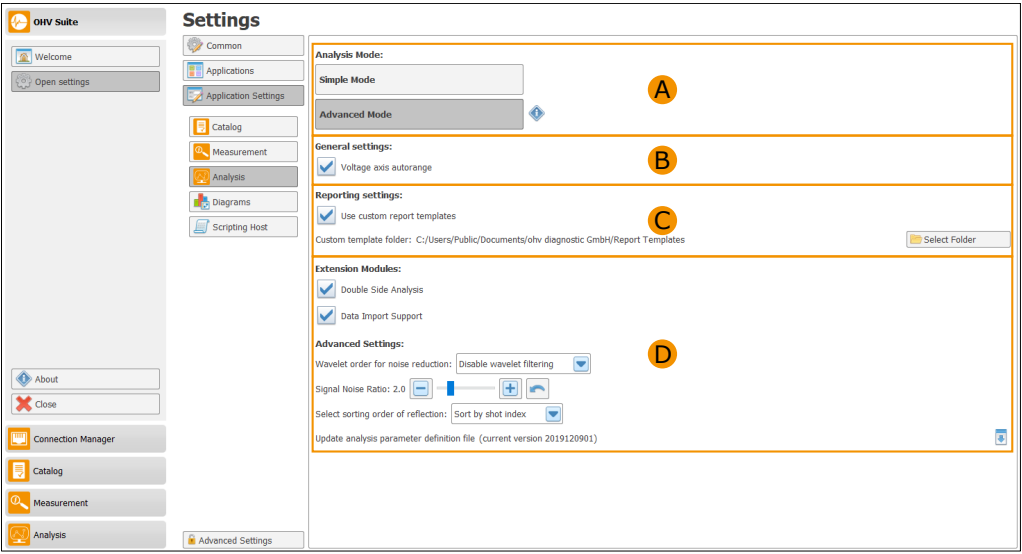 OHV Suite
Settings
Welcome
Open settings
About
Close
Connection Manager
Catalog
Measurement
Analysis
Common
Applications
Application Settings
Catalog
Measurement
Analysis
Diagrams
Scripting Host
Advanced Settings
Analysis Mode:
Simple Mode
Advanced Mode
A
General settings:
Voltage axis autorange
B
Reporting settings:
Use custom report templates
C
Custom template folder: C:/Users/Public/Documents/ohv diagnostic GmbH/Report Templates
Select Folder
Extension Modules:
Double Side Analysis
Data Import Support
Advanced Settings:
D
Wavelet order for noise reduction: Disable wavelet filtering
Signal Noise Ratio: 2.0
Select sorting order of reflection: Sort by shot index
Update analysis parameter definition file (current version 2019120901)